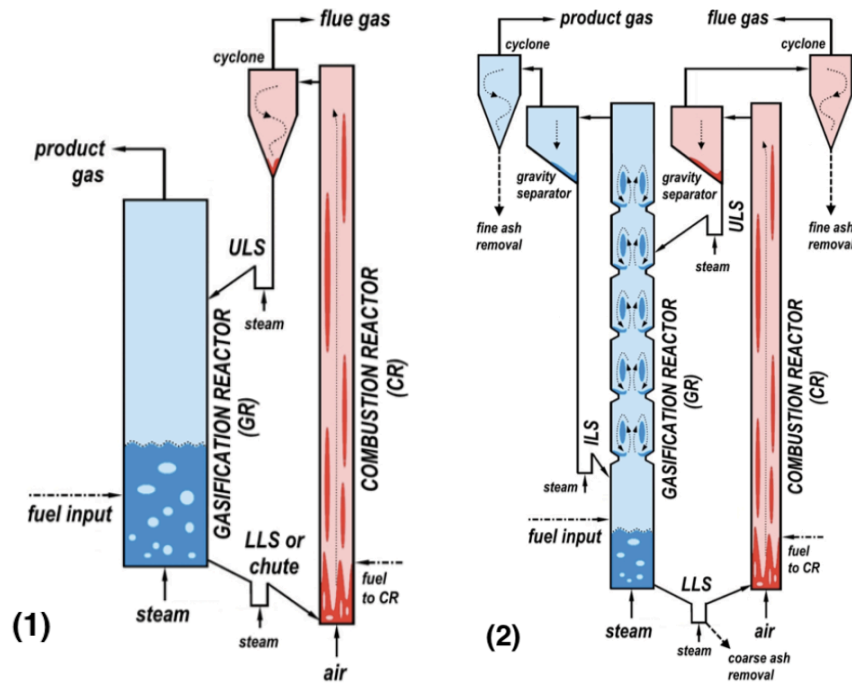 flue gas
cyclone
product
gas
ULS
steam
GASIFICATION REACTOR
(GR)
COMBUSTION REACTOR
(CR)
fuel input
LLS or
chute
fuel
to CR
steam
steam
air
(1)
product gas
flue gas
cyclone
cyclone
gravity
separator
gravity
separator
fine ash
removal
fine ash
removal
ULS
steam
GASIFICATION REACTOR
(GR)
COMBUSTION REACTOR
(CR)
ILS
steam
fuel input
fuel
to CR
LLS
steam
steam
air
coarse ash
removal
(2)